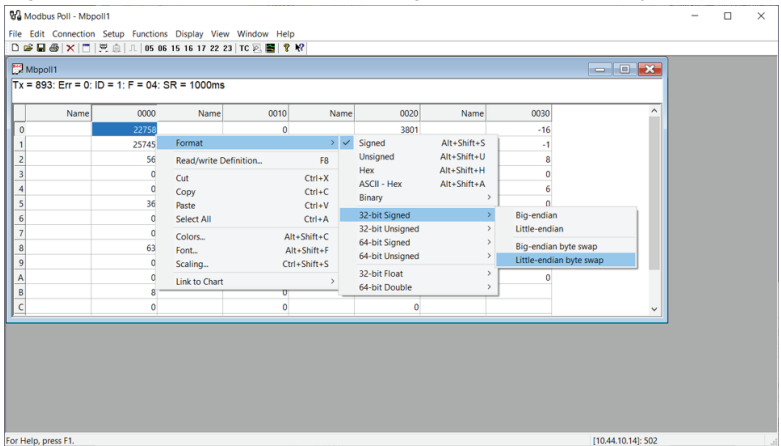 Modbus Poll - Mbpoll1
File Edit Connection Setup Functions Display View Window Help
05 06 15 16 17 22 23 TC
Mbpoll1
Tx = 893: Err = 0: ID = 1: F = 04: SR = 1000ms
Name 0000 Name 0010 Name 0020 Name 0030
0 22758 0 3801 -16
1 25745 -1
2 56 8
3 0 0
4 0 6
5 36
6 0
7 0
8 63
9 0
A 0 0
B 8 0
C 0 0 0
Format
Read/write Definition... F8
Cut Ctrl+X
Copy Ctrl+C
Paste Ctrl+V
Select All Ctrl+A
Colors... Alt+Shift+C
Font... Alt+Shift+F
Scaling... Ctrl+Shift+S
Link to Chart
Signed Alt+Shift+S
Unsigned Alt+Shift+U
Hex Alt+Shift+H
ASCII - Hex Alt+Shift+A
Binary
32-bit Signed
32-bit Unsigned
64-bit Signed
64-bit Unsigned
32-bit Float
64-bit Double
Big-endian
Little-endian
Big-endian byte swap
Little-endian byte swap
For Help, press F1.
[10.44.10.14]: 502